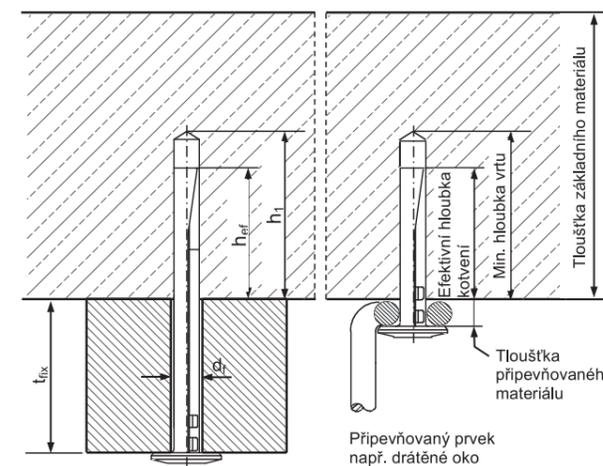 h₁
hef
tfix
df
Efektivní hloubka
kotvení
Min. hloubka vrtu
Tloušťka základního materiálu
Tloušťka
připevňovaného
materiálu
Připevňovaný prvek
např. drátěné oko